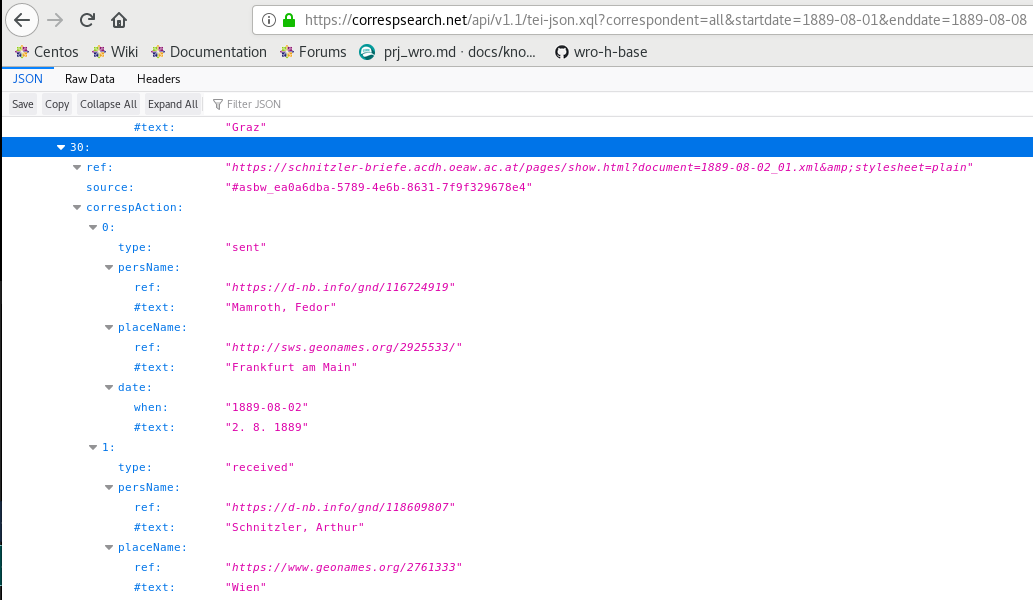 https://correspsearch.net/api/v1.1/tei-json.xql?correspondent=all&startdate=1889-08-01&enddate=1889-08-08
Centos Wiki Documentation Forums prj_wro.md · docs/kno... wro-h-base
JSON Raw Data Headers
Save Copy Collapse All Expand All Filter JSON
#text: "Graz"
30:
ref: "https://schnitzler-briefe.acdh.oeaw.ac.at/pages/show.html?document=1889-08-02_01.xml&amp;stylesheet=plain"
source: "#asbw_ea0a6dba-5789-4e6b-8631-7f9f329678e4"
correspAction:
0:
type: "sent"
persName:
ref: "https://d-nb.info/gnd/116724919"
#text: "Mamroth, Fedor"
placeName:
ref: "http://sws.geonames.org/2925533/"
#text: "Frankfurt am Main"
date:
when: "1889-08-02"
#text: "2. 8. 1889"
1:
type: "received"
persName:
ref: "https://d-nb.info/gnd/118609807"
#text: "Schnitzler, Arthur"
placeName:
ref: "https://www.geonames.org/2761333"
#text: "Wien"